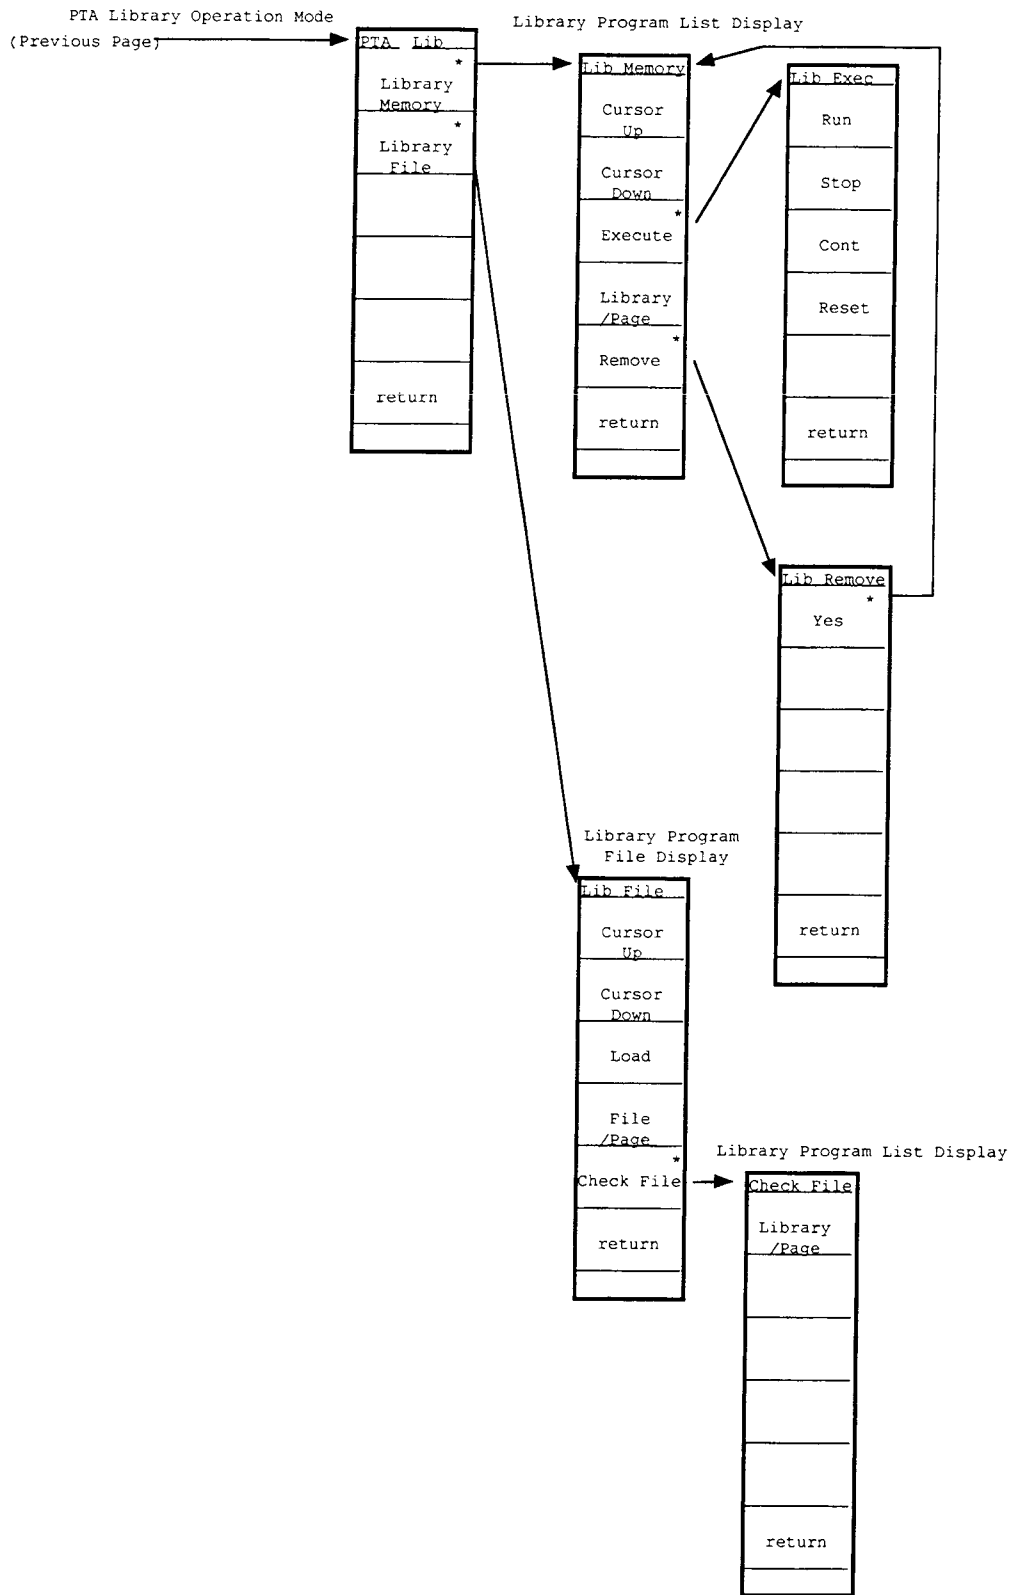 PTA Library Operation Mode
(Previous Page)
PTA Lib
*
Library
Memory
*
Library
File
return
Library Program List Display
Lib Memory
Cursor
Up
Cursor
Down
*
Execute
Library
/Page
*
Remove
return
Lib Exec
Run
Stop
Cont
Reset
return
Lib Remove
*
Yes
return
Library Program
File Display
Lib File
Cursor
Up
Cursor
Down
Load
File
/Page
*
Check File
return
Library Program List Display
Check File
Library
/Page
return